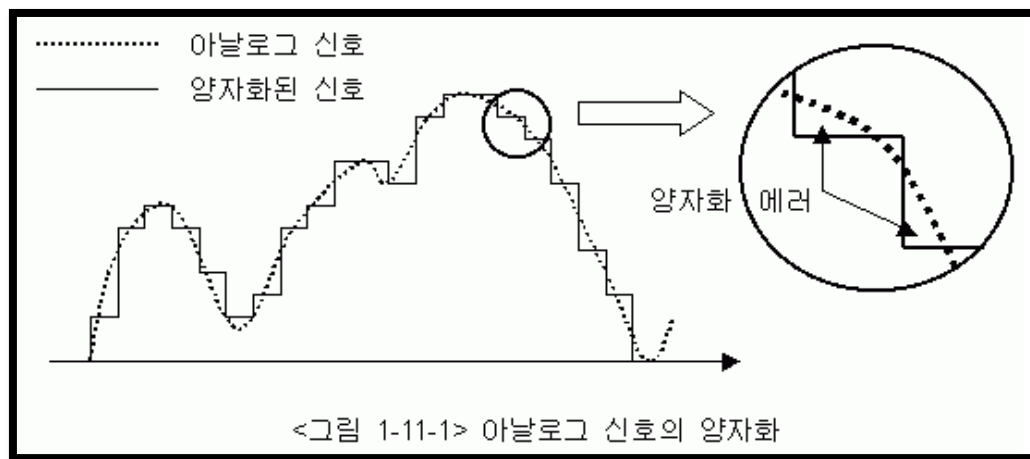 아날로그 신호
양자화된 신호
양자화 에러
<그림 1-11-1> 아날로그 신호의 양자화